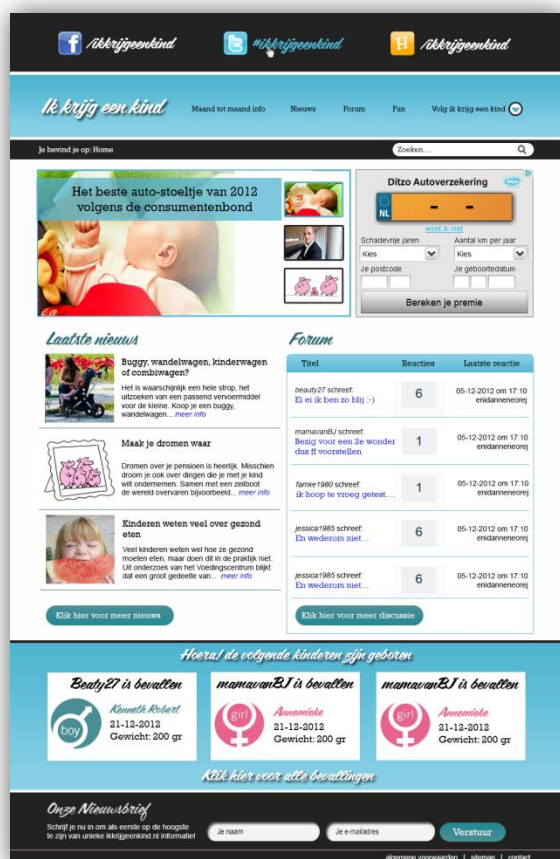 /ikkrijgeenkind
#ikkrijgeenkind
/ikkrijgeenkind
Ik krijg een kind
Maand tot maand info
Nieuws
Forum
Fun
Volg ik krijg een kind
Je bevind je op: Home
Zoeken....
Het beste auto-stoeltje van 2012
volgens de consumentenbond
Ditzo Autoverzekering
NL
- -
weet ik niet
Schadevrije jaren
Aantal km per jaar
Kies
Kies
Je postcode
Je geboortedatum
Bereken je premie
Laatste nieuws
Buggy, wandelwagen, kinderwagen
of combiwagen?
Het is waarschijnlijk een hele strop, het
uitzoeken van een passend vervoermiddel
voor de kleine. Koop je een buggy,
wandelwagen... meer info
Maak je dromen waar
Dromen over je pensioen is heerlijk. Misschien
droom je ook over dingen die je met je kind
wilt ondernemen. Samen met een zeilboot
de wereld overvaren bijvoorbeeld... meer info
Kinderen weten veel over gezond
eten
Veel kinderen weten wel hoe ze gezond
moeten eten, maar doen dit in de praktijk niet.
Uit onderzoek van het Voedingscentrum blijkt
dat een groot gedeelte van... meer info
Klik hier voor meer nieuws
Forum
Titel
Reacties
Laatste reactie
beauty27 schreef:
Ei ei ik ben zo blij :-)
6
05-12-2012 om 17:10
enidanneorej
mamavanBJ schreef:
Bezig voor een 2e wonder
dus ff voorstellen
1
05-12-2012 om 17:10
enidanneorej
famke1980 schreef:
ik hoop te vroeg getest....
1
05-12-2012 om 17:10
enidanneorej
jessica1985 schreef:
En wederom niet...
6
05-12-2012 om 17:10
enidanneorej
jessica1985 schreef:
En wederom niet...
6
05-12-2012 om 17:10
enidanneorej
Klik hier voor meer discussie
Hoera! de volgende kinderen zijn geboren
Beaty27 is bevallen
boy
Kenneth Robert
21-12-2012
Gewicht: 200 gr
mamavanBJ is bevallen
girl
Annemieke
21-12-2012
Gewicht: 200 gr
mamavanBJ is bevallen
girl
Annemieke
21-12-2012
Gewicht: 200 gr
Klik hier voor alle bevallingen
Onze Nieuwsbrief
Schrijf je nu in om als eerste op de hoogste
te zijn van unieke ikkrijgeenkind.nl informatie!
Je naam
Je e-mailadres
Verstuur
algemene voorwaarden | sitemap | contact